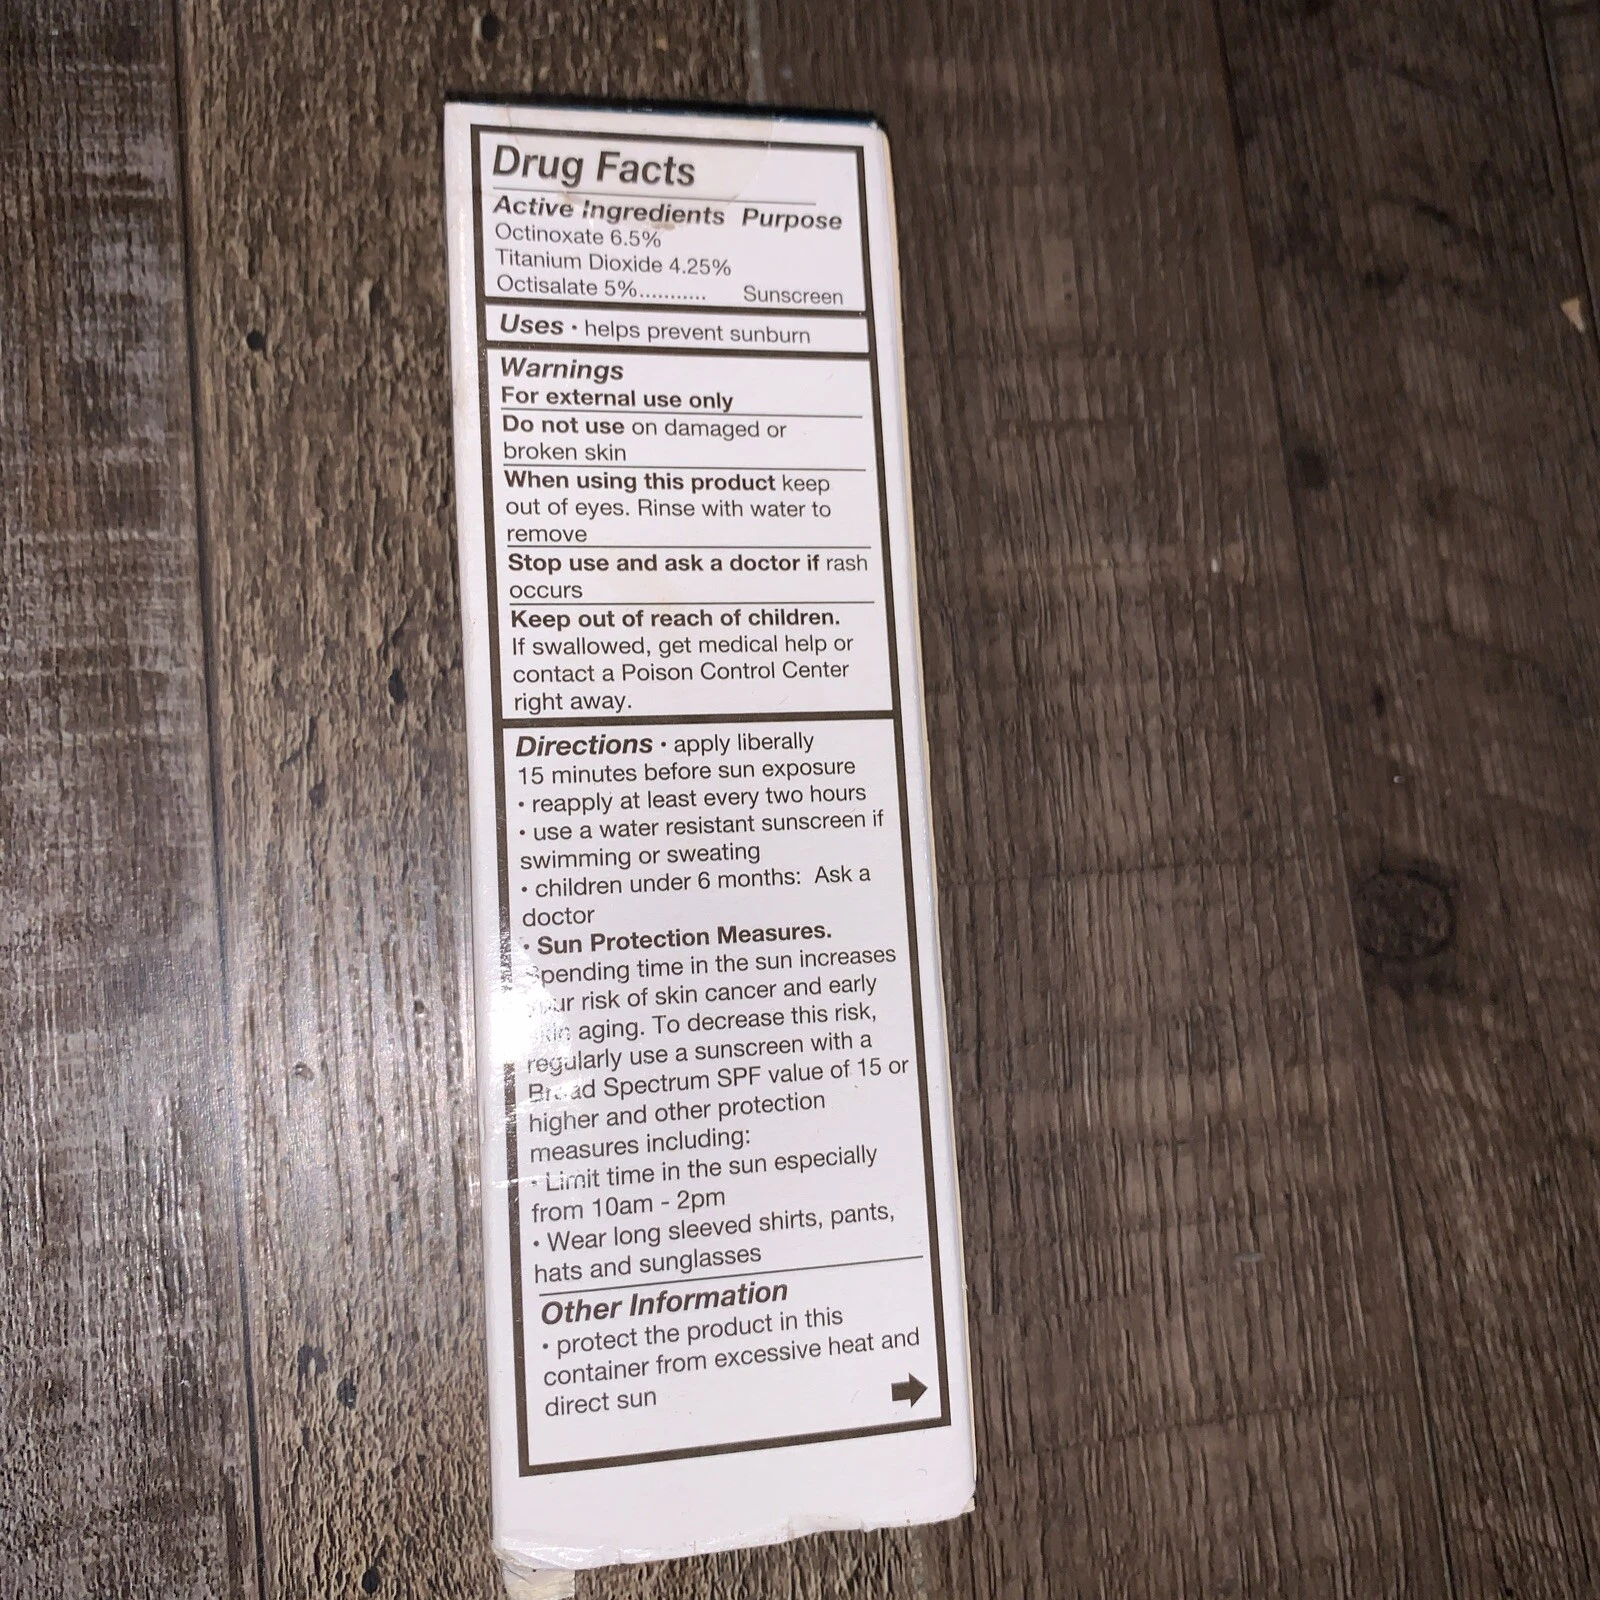 Drug Facts
Active Ingredients Purpose
Octinoxate 6.5%
Titanium Dioxide 4.25%
Octisalate 5%........... Sunscreen
Uses • helps prevent sunburn
Warnings
For external use only
Do not use on damaged or
broken skin
When using this product keep
out of eyes. Rinse with water to
remove
Stop use and ask a doctor if rash
occurs
Keep out of reach of children.
If swallowed, get medical help or
contact a Poison Control Center
right away.
Directions • apply liberally
15 minutes before sun exposure
• reapply at least every two hours
• use a water resistant sunscreen if
swimming or sweating
• children under 6 months: Ask a
doctor
• Sun Protection Measures.
Spending time in the sun increases
your risk of skin cancer and early
skin aging. To decrease this risk,
regularly use a sunscreen with a
Broad Spectrum SPF value of 15 or
higher and other protection
measures including:
• Limit time in the sun especially
from 10am - 2pm
• Wear long sleeved shirts, pants,
hats and sunglasses
Other Information
• protect the product in this
container from excessive heat and
direct sun